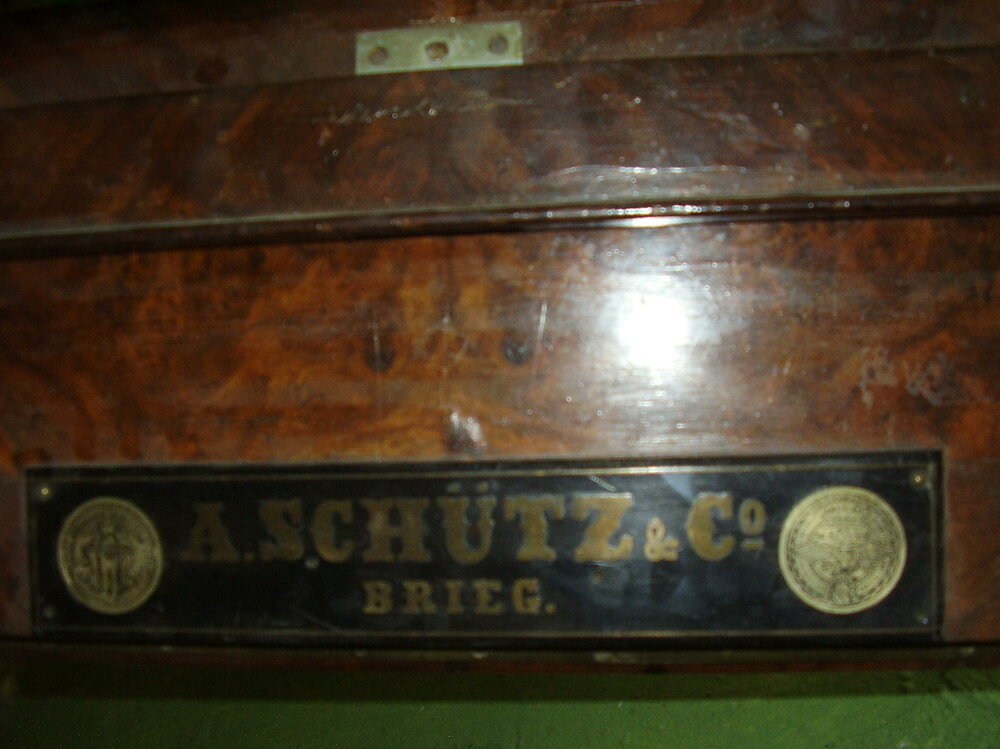 A. SCHÜTZ & Cº
BRIEG.